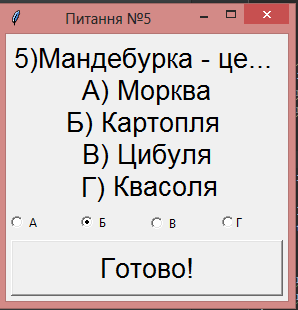 Питання №5
5)Мандебурка - це...
А) Морква
Б) Картопля
В) Цибуля
Г) Квасоля
А Б В Г
Готово!